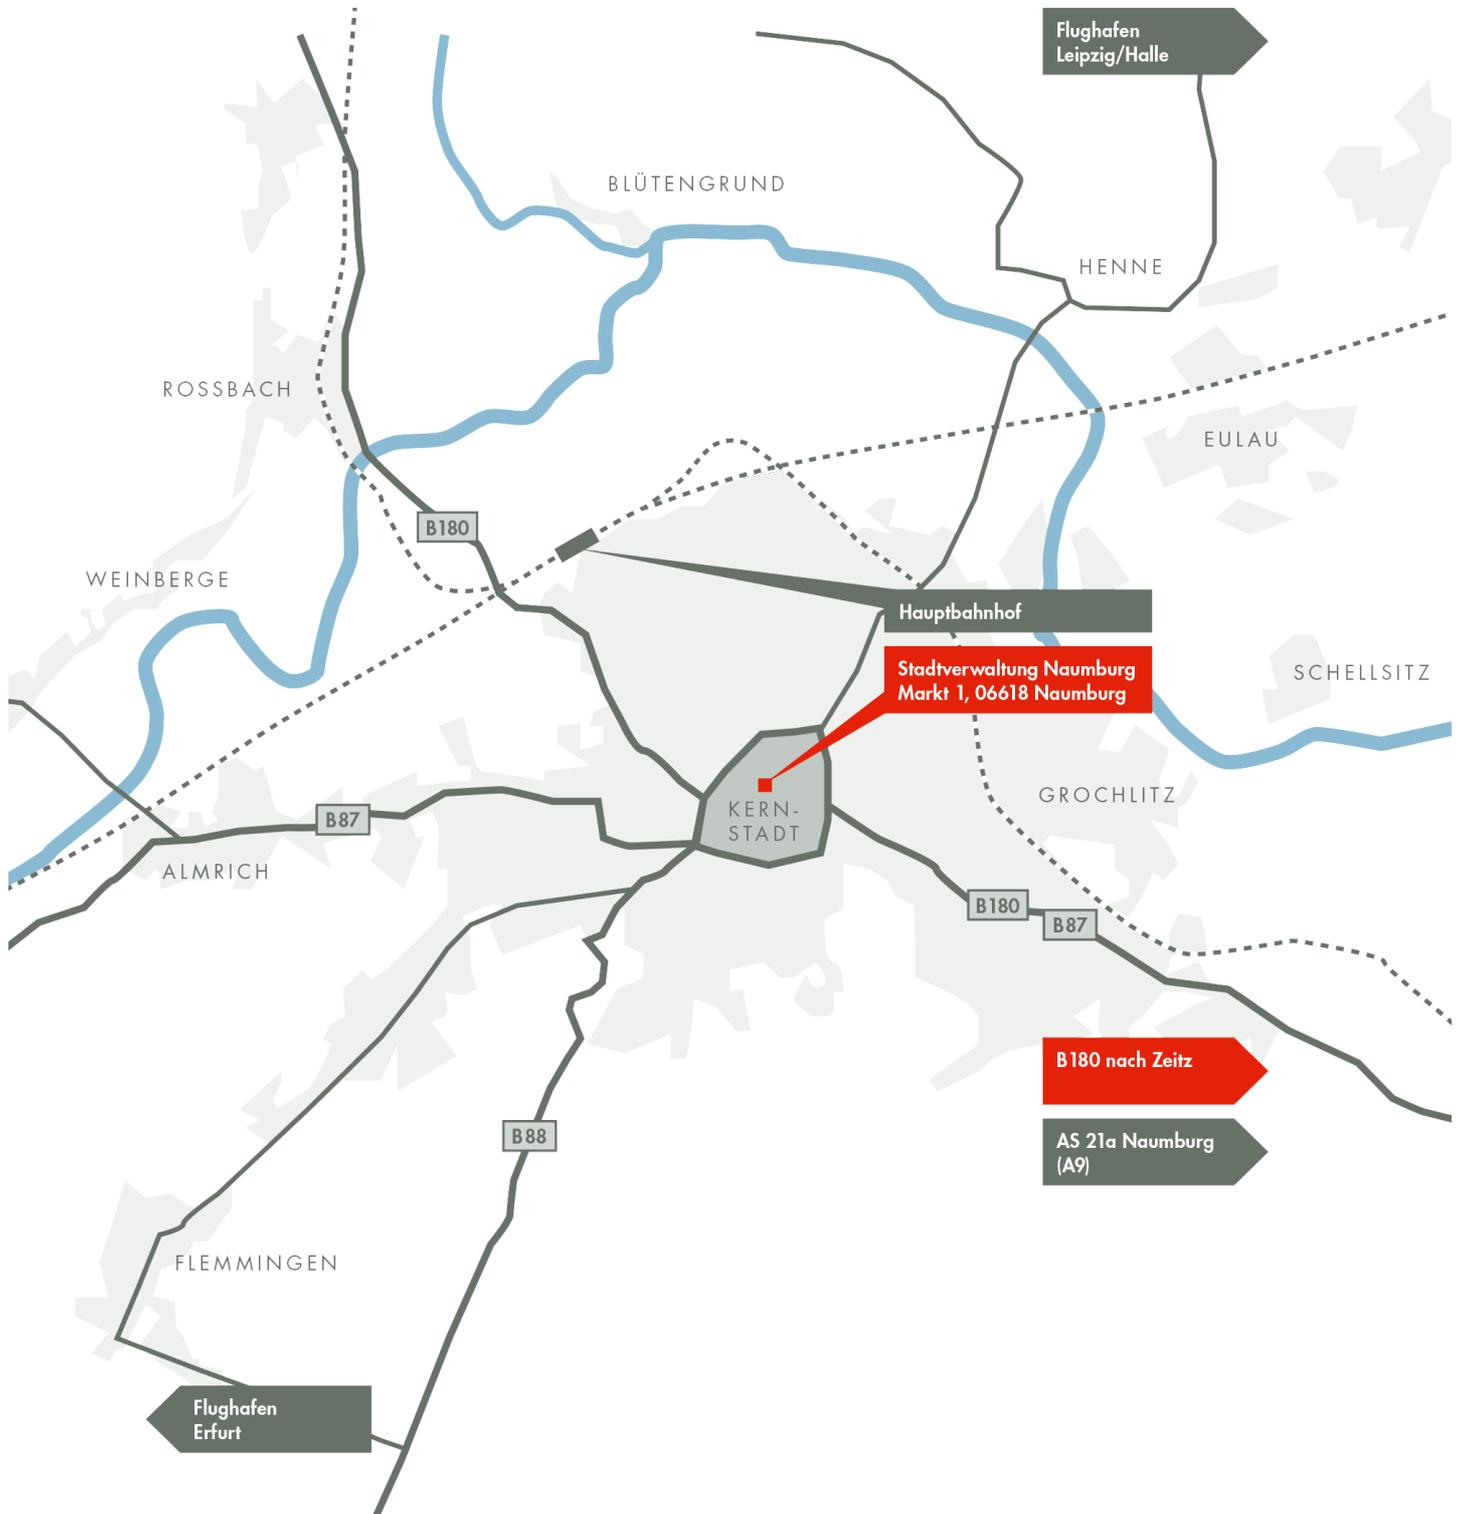 Flughafen
Leipzig/Halle
BLÜTENGRUND
HENNE
ROSSBACH
EULAU
B180
WEINBERGE
Hauptbahnhof
Stadtverwaltung Naumburg
Markt 1, 06618 Naumburg
SCHELLSITZ
GROCHLITZ
KERN-
STADT
B87
ALMRICH
B180
B87
B180 nach Zeitz
B88
AS 21a Naumburg
(A9)
FLEMMINGEN
Flughafen
Erfurt